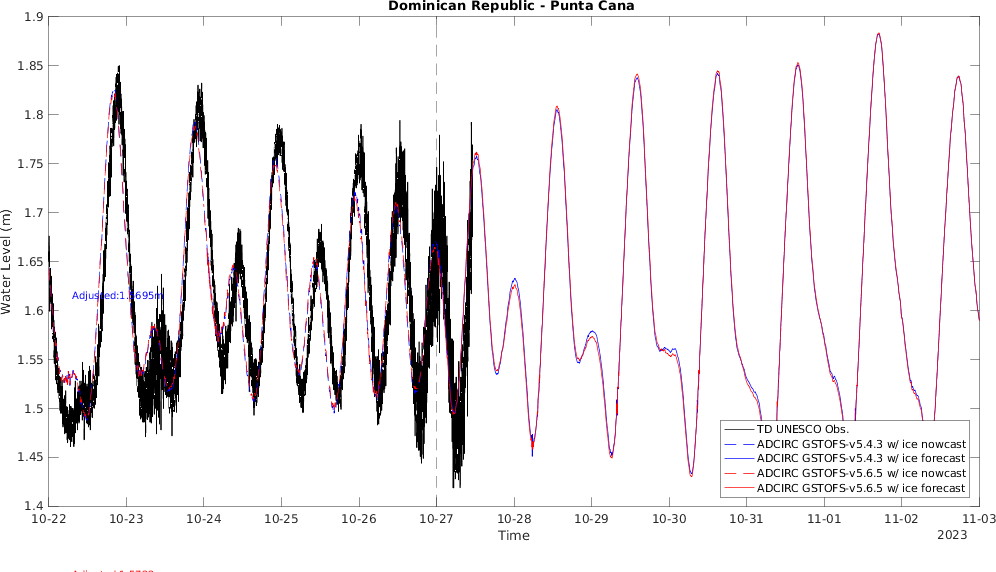 Dominican Republic - Punta Cana
Water Level (m)
1.9
1.85
1.8
1.75
1.7
1.65
1.6
1.55
1.5
1.45
1.4
TD UNESCO Obs.
ADCIRC GSTOFS-v5.4.3 w/ ice nowcast
ADCIRC GSTOFS-v5.4.3 w/ ice forecast
ADCIRC GSTOFS-v5.6.5 w/ ice nowcast
ADCIRC GSTOFS-v5.6.5 w/ ice forecast
10-22 10-23 10-24 10-25 10-26 10-27 10-28 10-29 10-30 10-31 11-01 11-02 11-03
Time
2023